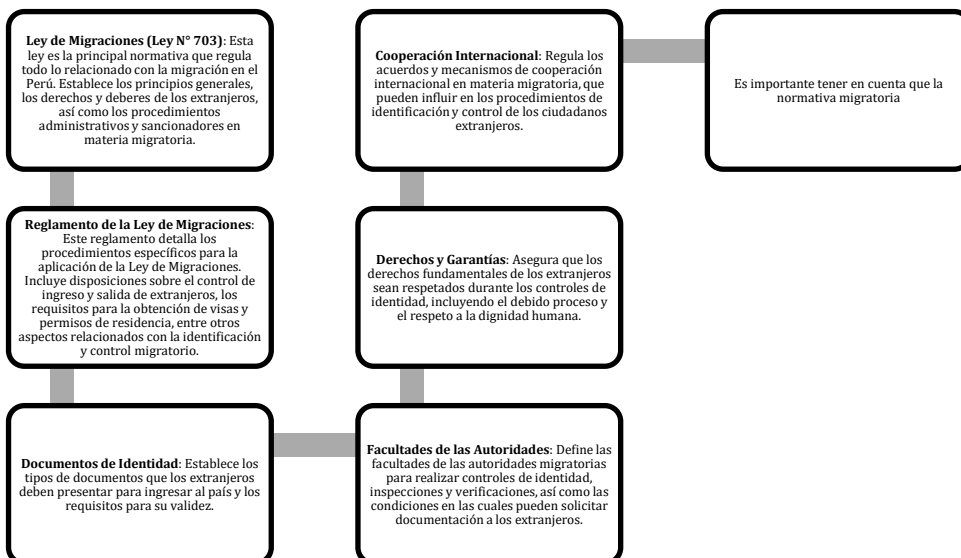 Ley de Migraciones (Ley N° 703): Esta
ley es la principal normativa que regula
todo lo relacionado con la migración en el
Perú. Establece los principios generales,
los derechos y deberes de los extranjeros,
así como los procedimientos
administrativos y sancionadores en
materia migratoria.
Reglamento de la Ley de Migraciones:
Este reglamento detalla los
procedimientos específicos para la
aplicación de la Ley de Migraciones.
Incluye disposiciones sobre el control de
ingreso y salida de extranjeros, los
requisitos para la obtención de visas y
permisos de residencia, entre otros
aspectos relacionados con la identificación
y control migratorio.
Documentos de Identidad: Establece los
tipos de documentos que los extranjeros
deben presentar para ingresar al país y los
requisitos para su validez.
Facultades de las Autoridades: Define las
facultades de las autoridades migratorias
para realizar controles de identidad,
inspecciones y verificaciones, así como las
condiciones en las cuales pueden solicitar
documentación a los extranjeros.
Derechos y Garantías: Asegura que los
derechos fundamentales de los extranjeros
sean respetados durante los controles de
identidad, incluyendo el debido proceso y
el respeto a la dignidad humana.
Cooperación Internacional: Regula los
acuerdos y mecanismos de cooperación
internacional en materia migratoria, que
pueden influir en los procedimientos de
identificación y control de los ciudadanos
extranjeros.
Es importante tener en cuenta que la
normativa migratoria